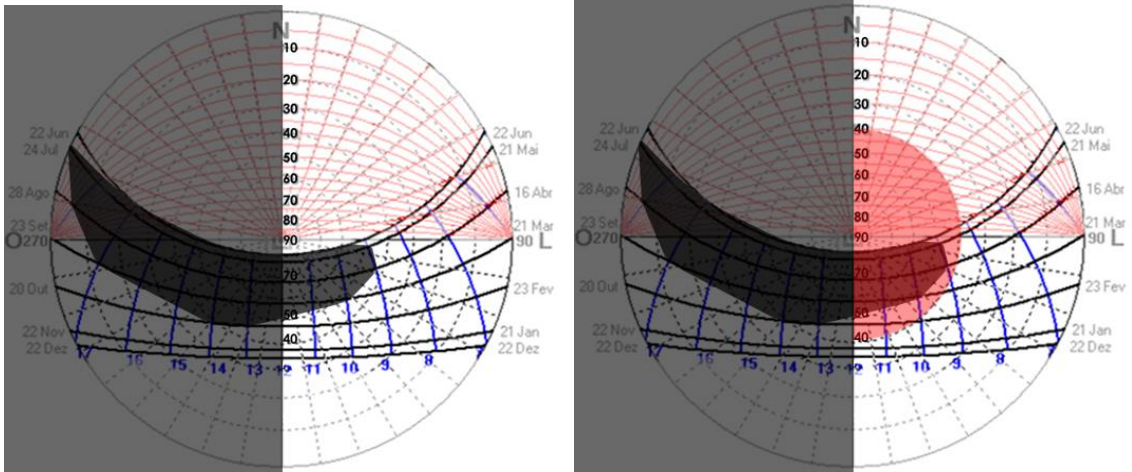 N
10
20
30
40
50
60
70
80
90
70
50
40
22 Jun
24 Jul
28 Ago
23 Set
O 270
20 Out
22 Nov
22 Dez
22 Jun
21 Mai
16 Abr
21 Mar
90 L
23 Fev
21 Jan
22 Dez
17 16 15 14 13 12 11 10 9 8
N
10
20
30
40
50
60
70
80
90
70
50
40
22 Jun
24 Jul
28 Ago
23 Set
O 270
20 Out
22 Nov
22 Dez
22 Jun
21 Mai
16 Abr
21 Mar
90 L
23 Fev
21 Jan
22 Dez
17 16 15 14 13 12 11 10 9 8